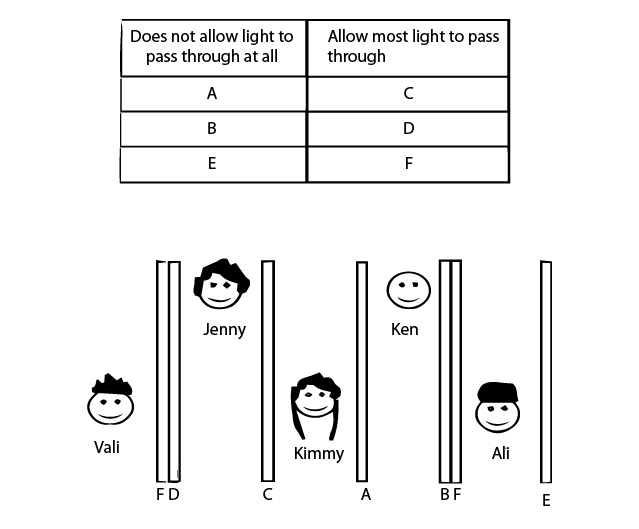 Does not allow light to
pass through at all
Allow most light to pass
through
A
C
B
D
E
F
Jenny
Ken
Vali
Kimmy
Ali
F D
C
A
B F
E